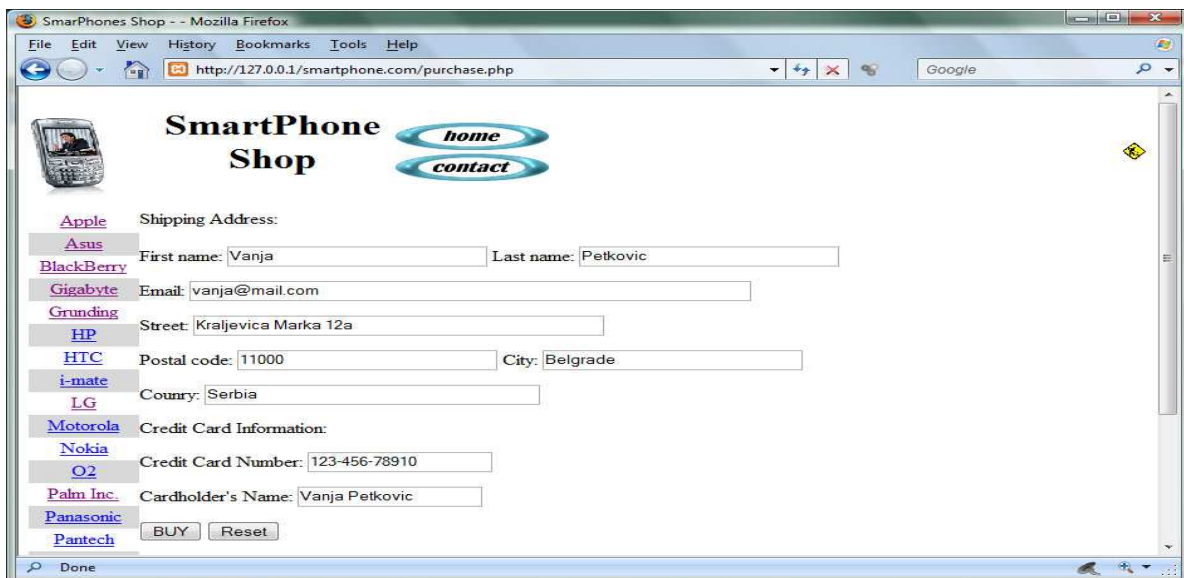 SmarPhones Shop - - Mozilla Firefox
File Edit View History Bookmarks Tools Help
http://127.0.0.1/smartphone.com/purchase.php
Google
SmartPhone
Shop
home
contact
Apple
Asus
BlackBerry
Gigabyte
Grunding
HP
HTC
i-mate
LG
Motorola
Nokia
O2
Palm Inc.
Panasonic
Pantech
Shipping Address:
First name: Vanja Last name: Petkovic
Email: vanja@mail.com
Street: Kraljevica Marka 12a
Postal code: 11000 City: Belgrade
Counry: Serbia
Credit Card Information:
Credit Card Number: 123-456-78910
Cardholder's Name: Vanja Petkovic
BUY Reset
Done